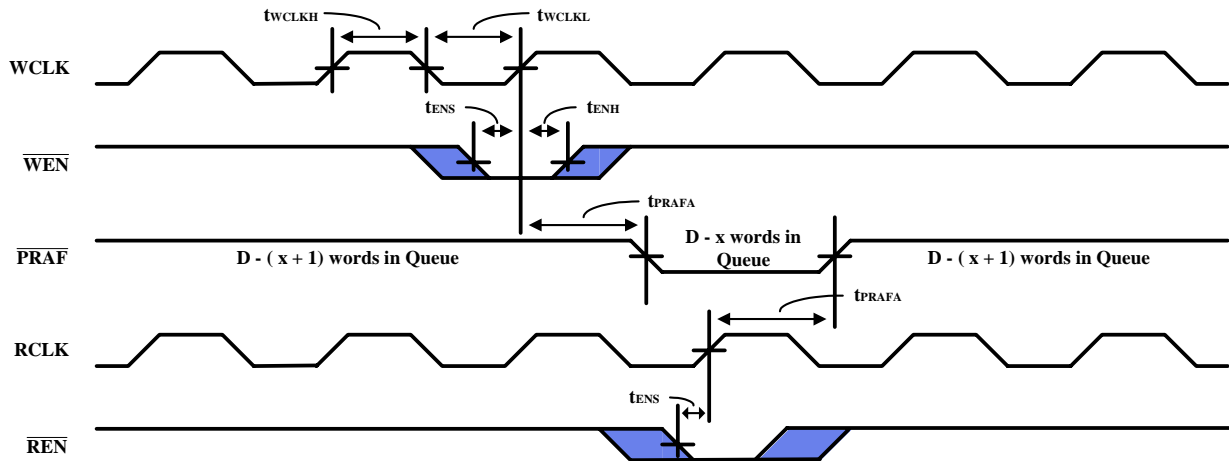 tWCLKH
tWCLKL
WCLK
tENS
tENH
WEN
tPRAFA
PRAF
D - ( x + 1) words in Queue
D - x words in
Queue
D - ( x + 1) words in Queue
tPRAFA
RCLK
tENS
REN